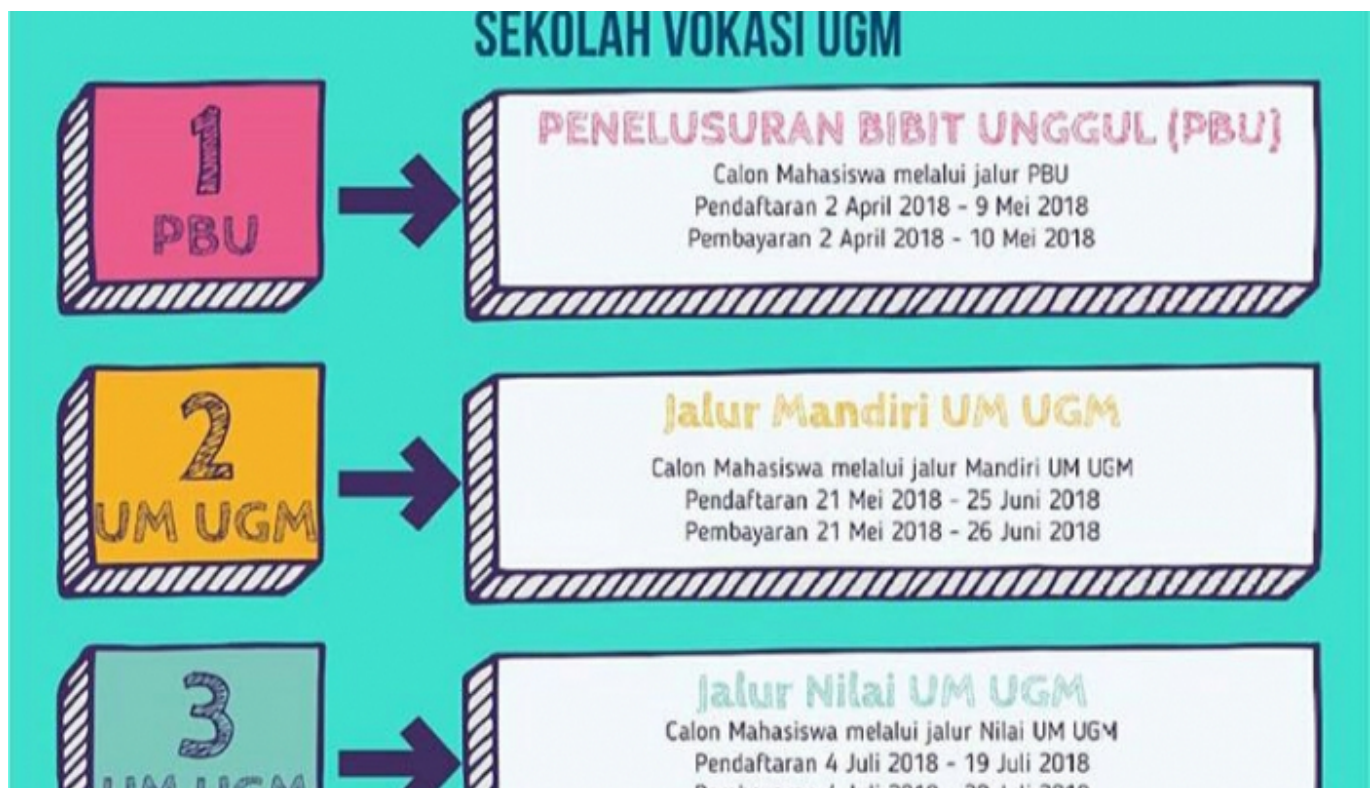 SEKOLAH VOKASI UGM
1
PBU
PENELUSURAN BIBIT UNGGUL (PBU)
Calon Mahasiswa melalui jalur PBU
Pendaftaran 2 April 2018 - 9 Mei 2018
Pembayaran 2 April 2018 - 10 Mei 2018
2
UM UGM
Jalur Mandiri UM UGM
Calon Mahasiswa melalui jalur Mandiri UM UGM
Pendaftaran 21 Mei 2018 - 25 Juni 2018
Pembayaran 21 Mei 2018 - 26 Juni 2018
3
UM UGM
Jalur Nilai UM UGM
Calon Mahasiswa melalui jalur Nilai UM UGM
Pendaftaran 4 Juli 2018 - 19 Juli 2018